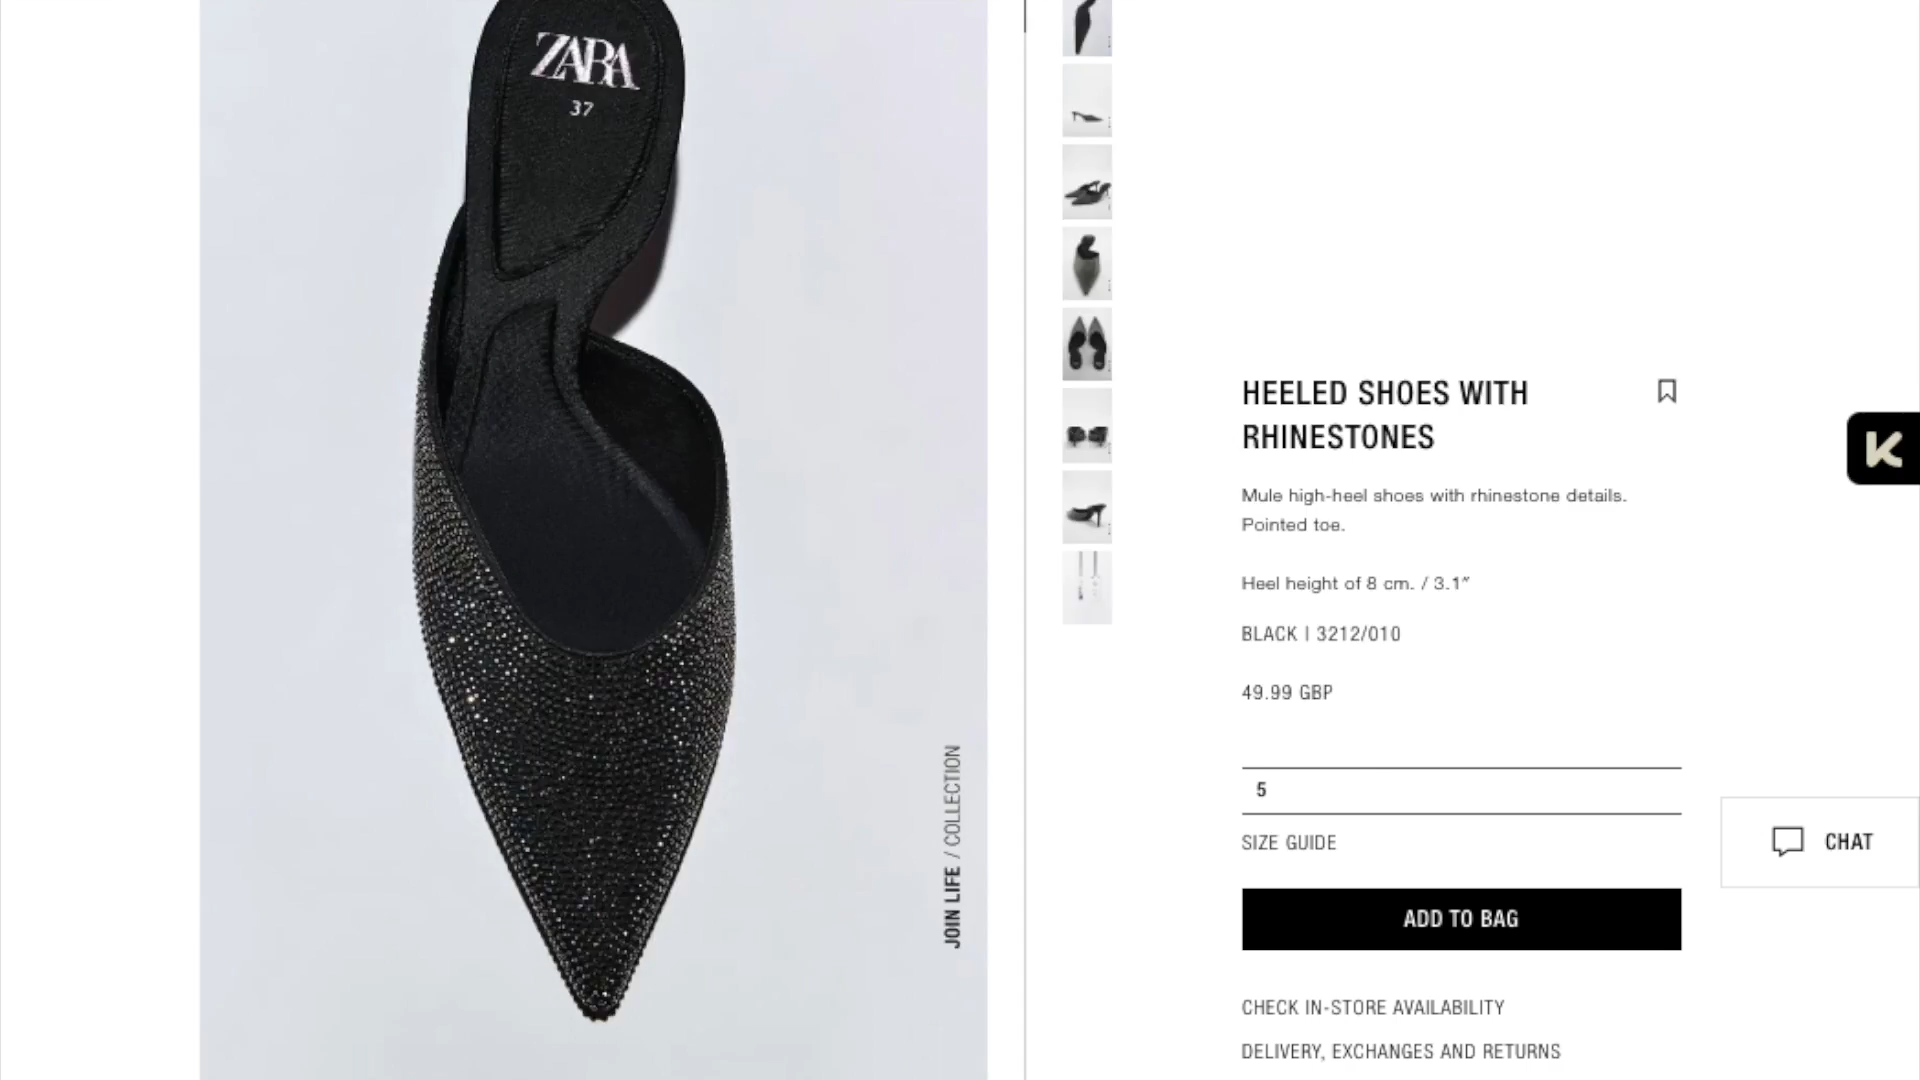 ZARA
37
JOIN LIFE / COLLECTION
HEELED SHOES WITH
RHINESTONES
Mule high-heel shoes with rhinestone details.
Pointed toe.
Heel height of 8 cm. / 3.1″
BLACK | 3212/010
49.99 GBP
5
SIZE GUIDE
ADD TO BAG
CHECK IN-STORE AVAILABILITY
DELIVERY, EXCHANGES AND RETURNS
K
CHAT